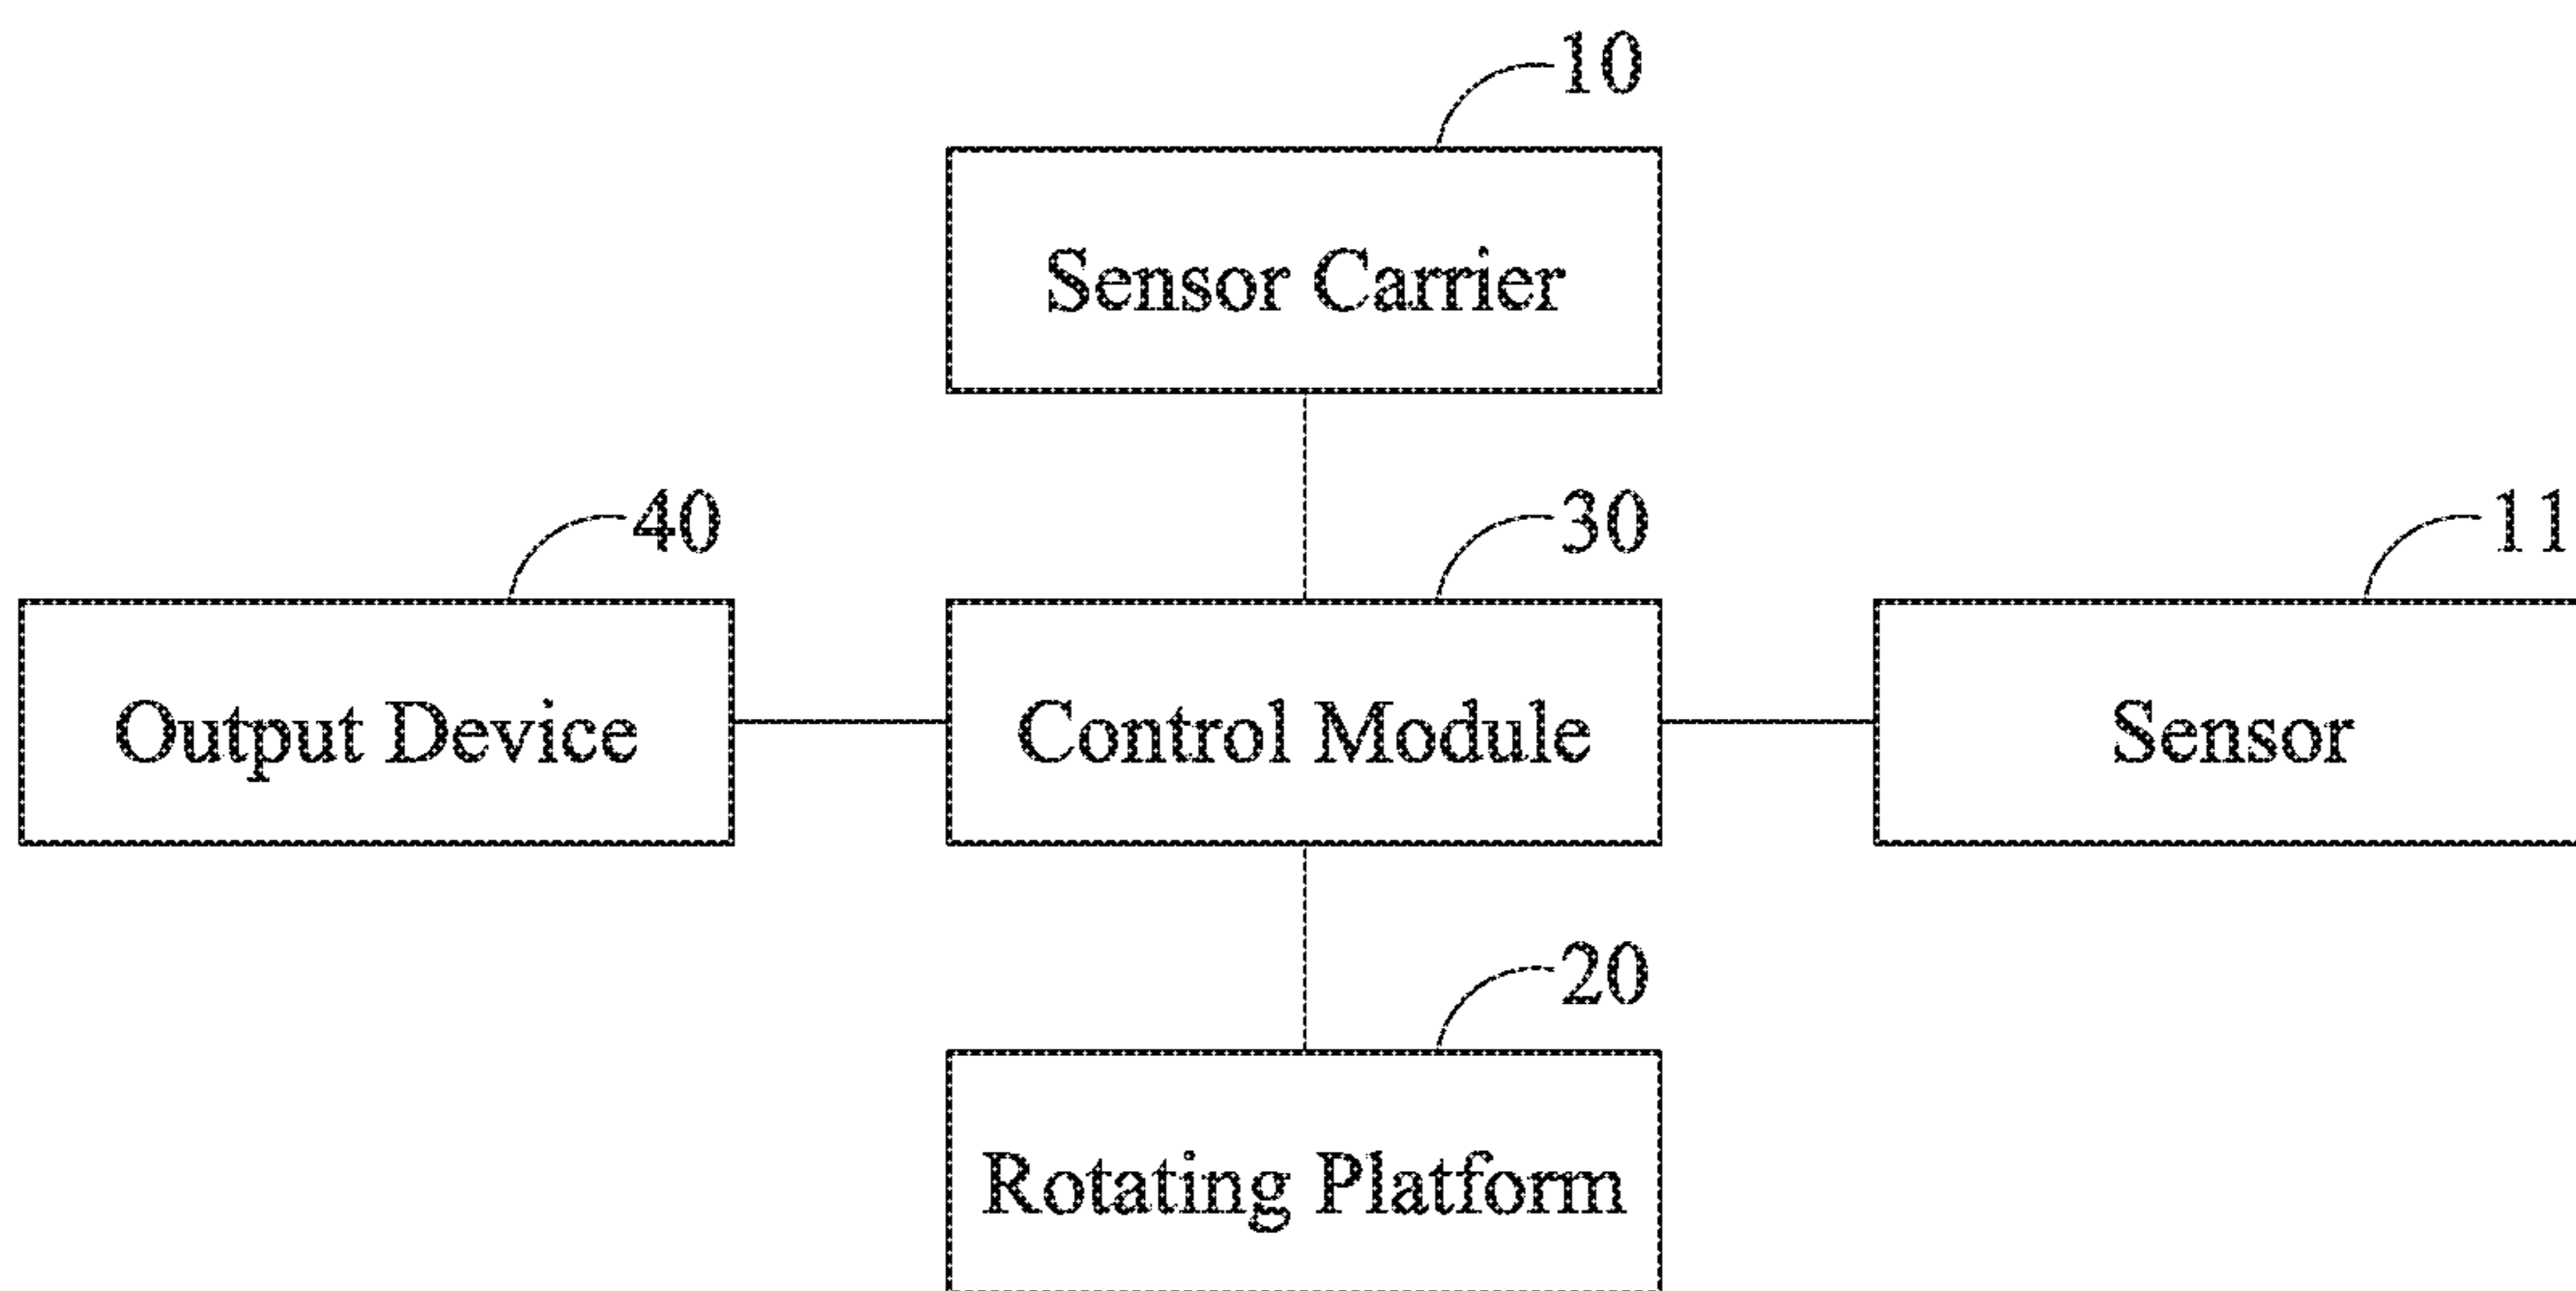 10
Sensor Carrier
40
30
11
Output Device
Control Module
Sensor
20
Rotating Platform